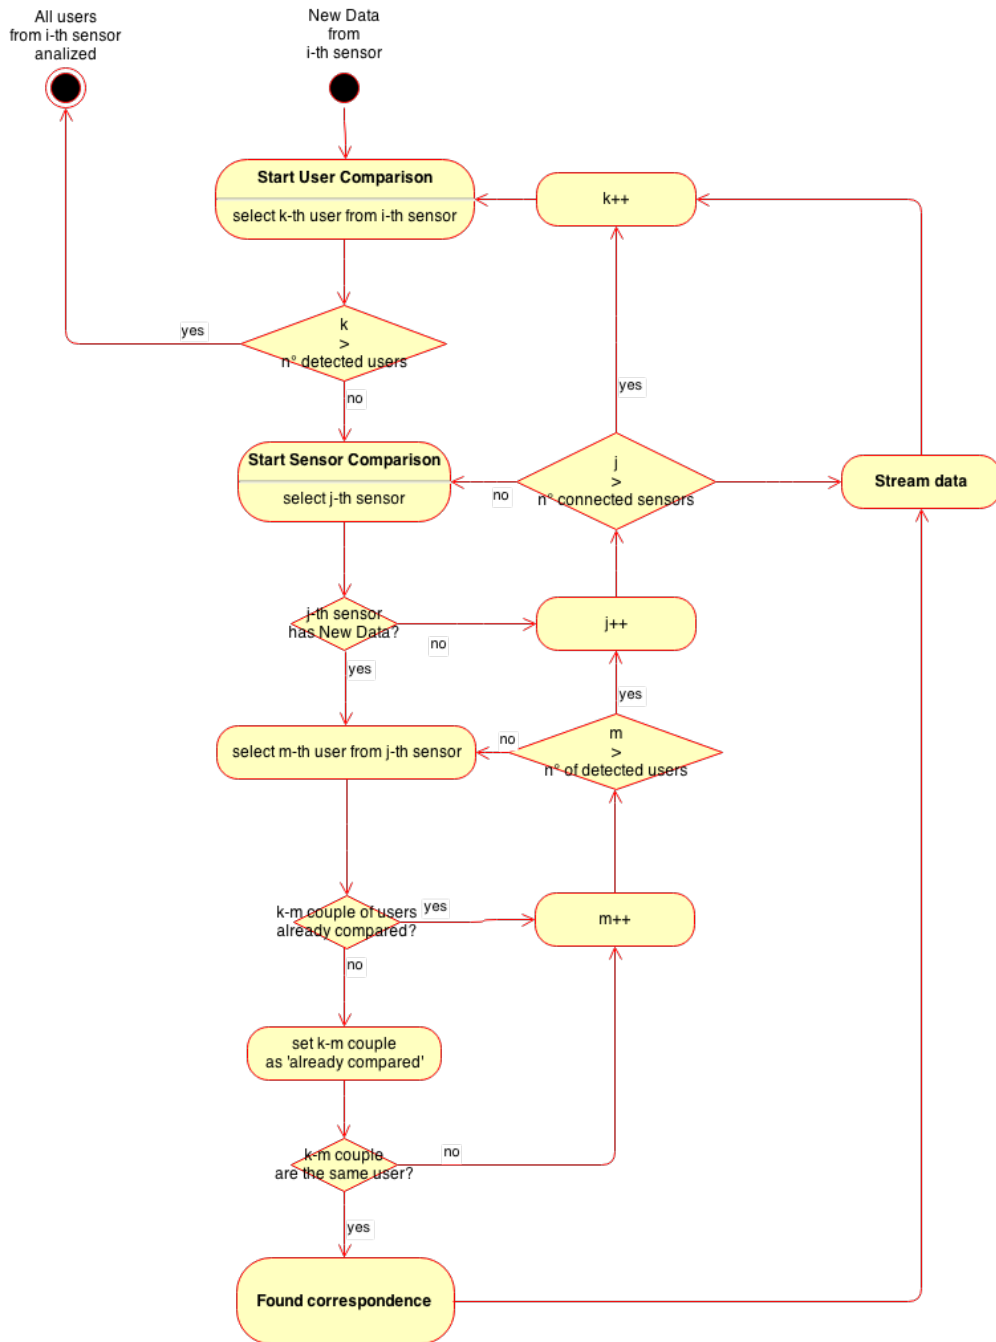 All users
from i-th sensor
analized
New Data
from
i-th sensor
Start User Comparison
select k-th user from i-th sensor
k++
yes
k
>
n° detected users
no
yes
Start Sensor Comparison
select j-th sensor
no
j
>
n° connected sensors
Stream data
j-th sensor
has New Data?
no
j++
yes
yes
select m-th user from j-th sensor
no
m
>
n° of detected users
k-m couple of users
already compared?
yes
m++
no
set k-m couple
as 'already compared'
k-m couple
are the same user?
no
yes
Found correspondence